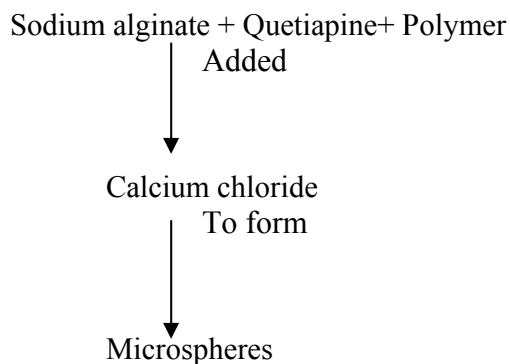 Sodium alginate + Quetiapine+ Polymer
Added
Calcium chloride
To form
Microspheres